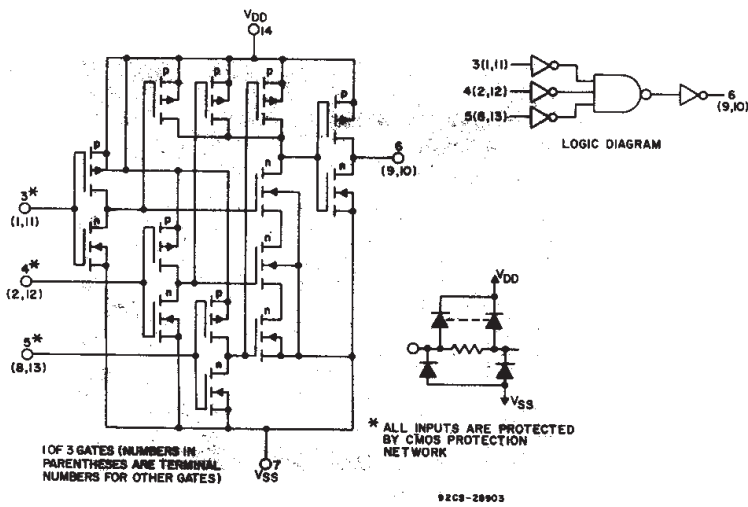 VDD
14
p
p
p
p
p
n
p
n
n
n
n
p
n
n
3*
(1,11)
4*
(2,12)
5*
(8,13)
6
(9,10)
7
VSS
1 OF 3 GATES (NUMBERS IN
PARENTHESES ARE TERMINAL
NUMBERS FOR OTHER GATES)
3(1,11)
4(2,12)
5(8,13)
6
(9,10)
LOGIC DIAGRAM
VDD
VSS
* ALL INPUTS ARE PROTECTED
BY CMOS PROTECTION
NETWORK
92CS-28903